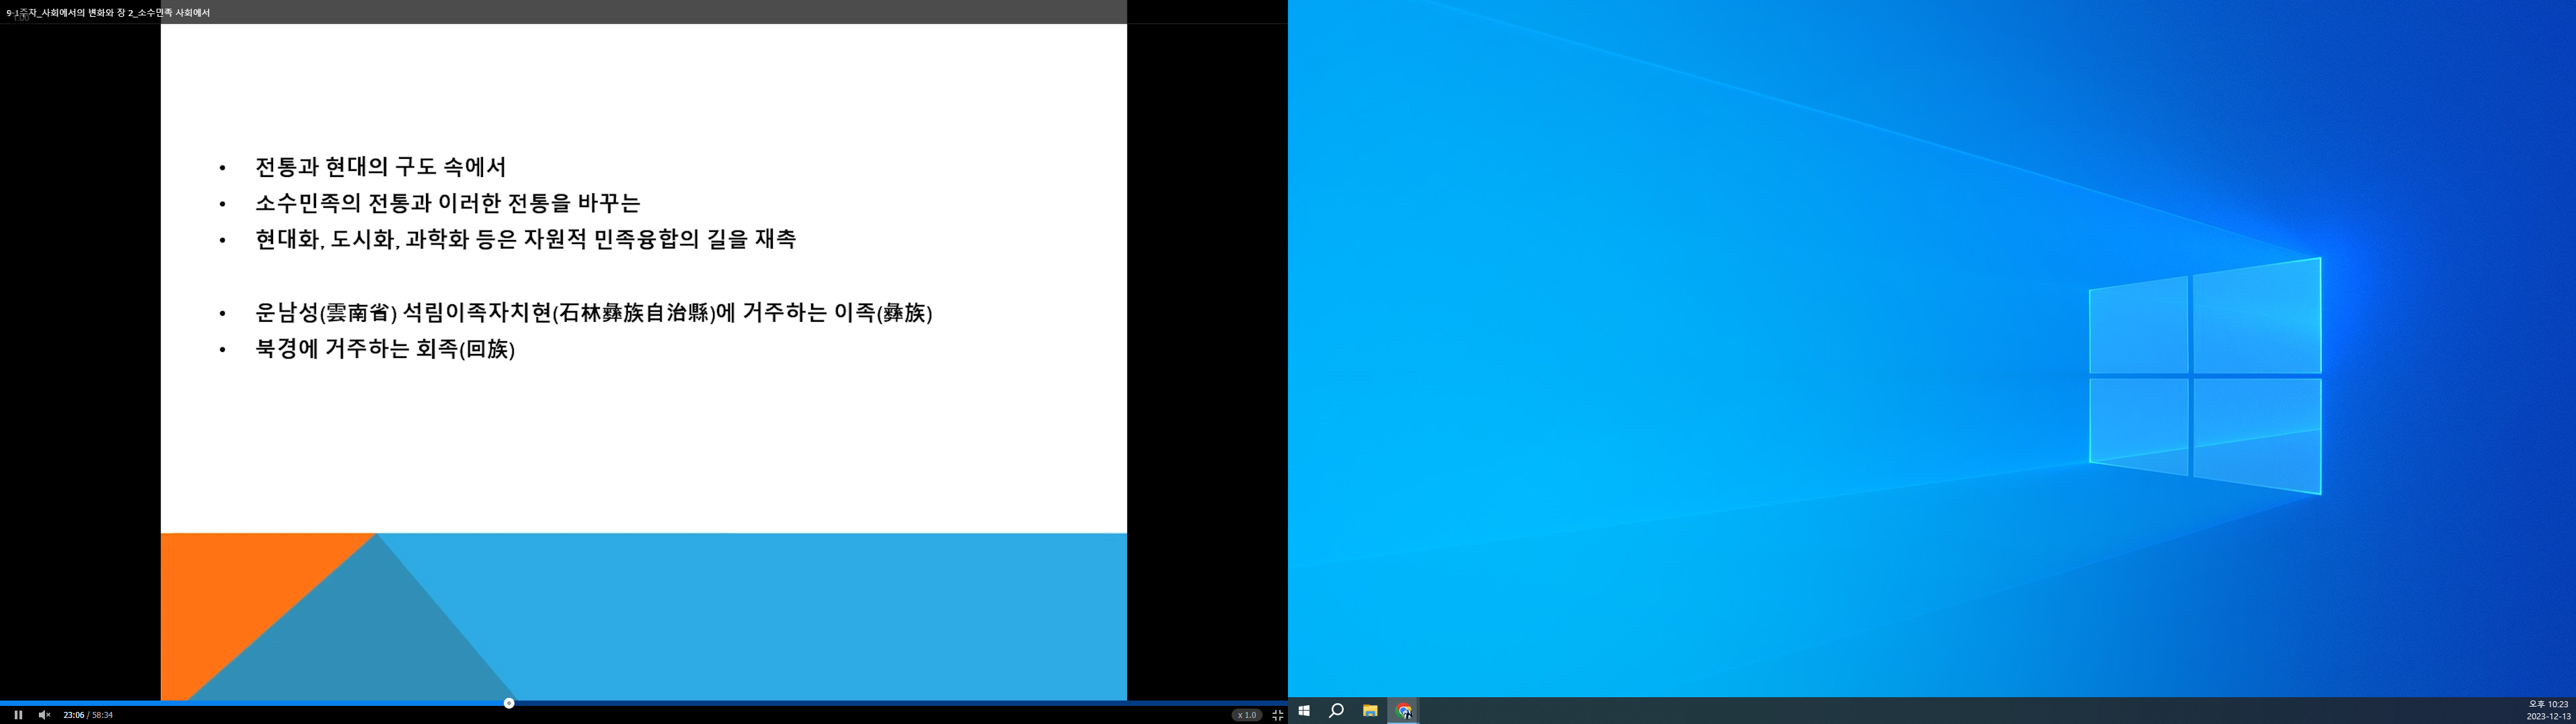 9-1주차_사회에서의 변화와 장 2_소수민족 사회에서
• 전통과 현대의 구도 속에서
• 소수민족의 전통과 이러한 전통을 바꾸는
• 현대화, 도시화, 과학화 등은 자원적 민족융합의 길을 재촉
• 운남성(雲南省) 석림이족자치현(石林彝族自治縣)에 거주하는 이족(彝族)
• 북경에 거주하는 회족(回族)
23:06 / 58:34
x 1.0
오후 10:23
2023-12-13